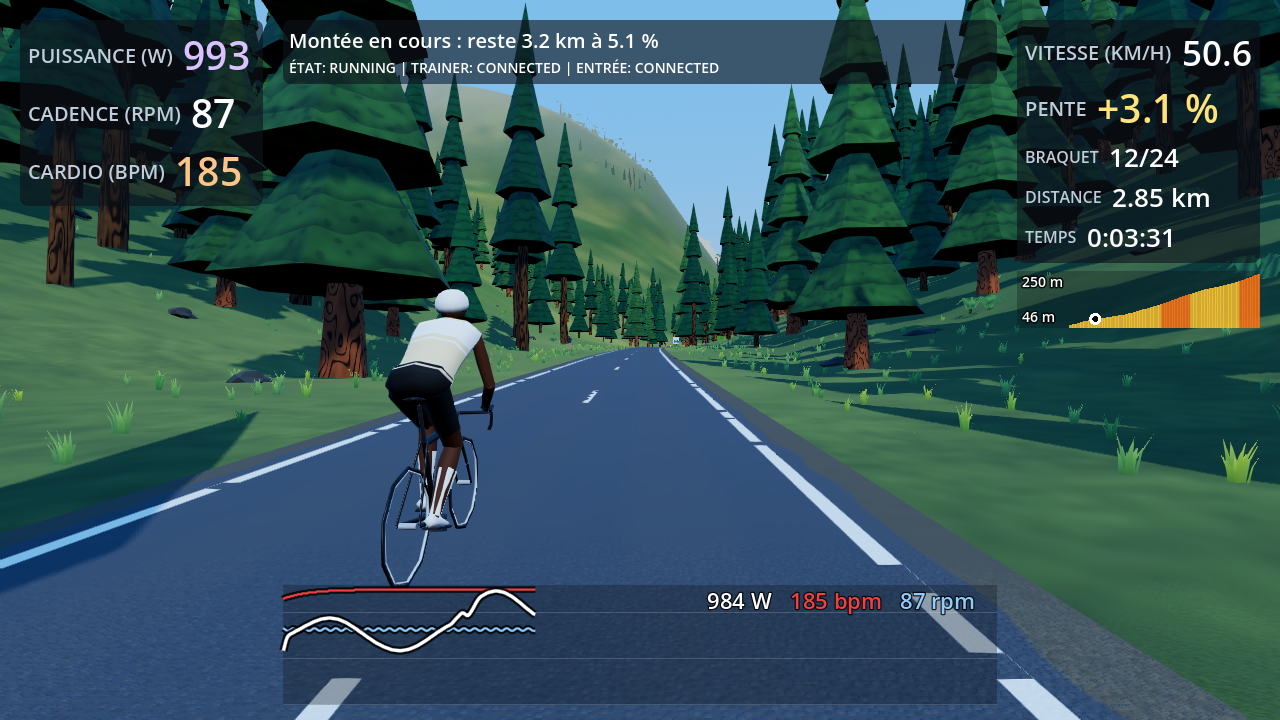 PUISSANCE (W) 993
CADENCE (RPM) 87
CARDIO (BPM) 185
Montée en cours : reste 3.2 km à 5.1 %
ÉTAT: RUNNING | TRAINER: CONNECTED | ENTRÉE: CONNECTED
VITESSE (KM/H) 50.6
PENTE +3.1 %
BRAQUET 12/24
DISTANCE 2.85 km
TEMPS 0:03:31
250 m
46 m
984 W 185 bpm 87 rpm